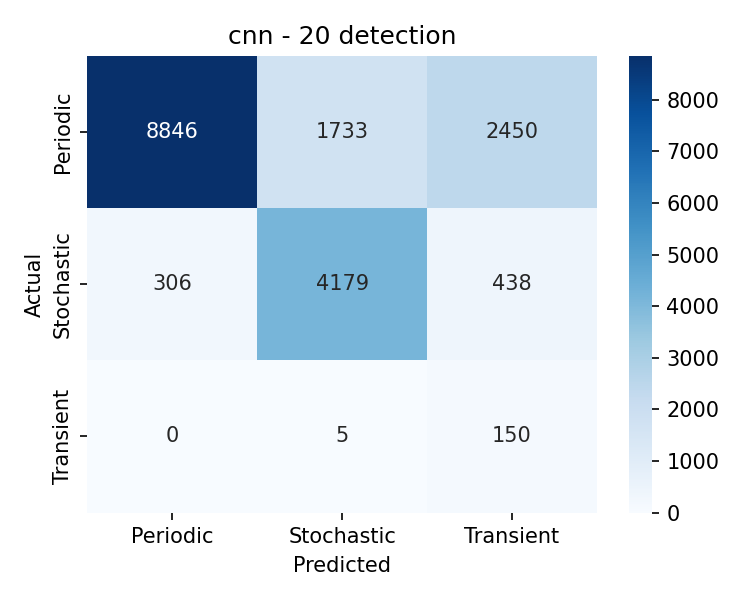 cnn - 20 detection
Actual
Periodic
Stochastic
Transient
8846 1733 2450
306 4179 438
0 5 150
Periodic Stochastic Transient
Predicted
8000
7000
6000
5000
4000
3000
2000
1000
0